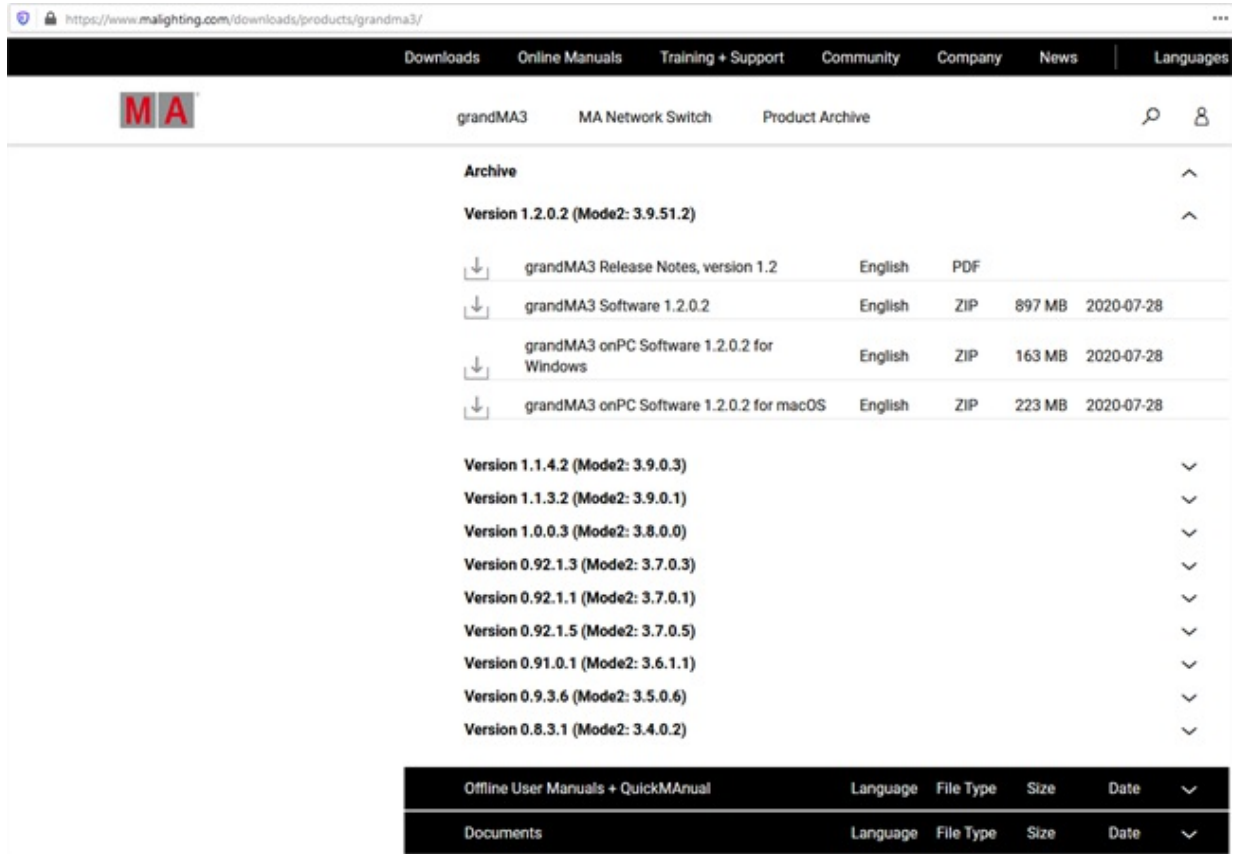 https://www.malighting.com/downloads/products/grandma3/
Downloads Online Manuals Training + Support Community Company News Languages
MA
grandMA3 MA Network Switch Product Archive
Archive
Version 1.2.0.2 (Mode2: 3.9.51.2)
grandMA3 Release Notes, version 1.2 English PDF
grandMA3 Software 1.2.0.2 English ZIP 897 MB 2020-07-28
grandMA3 onPC Software 1.2.0.2 for
Windows English ZIP 163 MB 2020-07-28
grandMA3 onPC Software 1.2.0.2 for macOS English ZIP 223 MB 2020-07-28
Version 1.1.4.2 (Mode2: 3.9.0.3)
Version 1.1.3.2 (Mode2: 3.9.0.1)
Version 1.0.0.3 (Mode2: 3.8.0.0)
Version 0.92.1.3 (Mode2: 3.7.0.3)
Version 0.92.1.1 (Mode2: 3.7.0.1)
Version 0.92.1.5 (Mode2: 3.7.0.5)
Version 0.91.0.1 (Mode2: 3.6.1.1)
Version 0.9.3.6 (Mode2: 3.5.0.6)
Version 0.8.3.1 (Mode2: 3.4.0.2)
Offline User Manuals + QuickMAnual Language File Type Size Date
Documents Language File Type Size Date